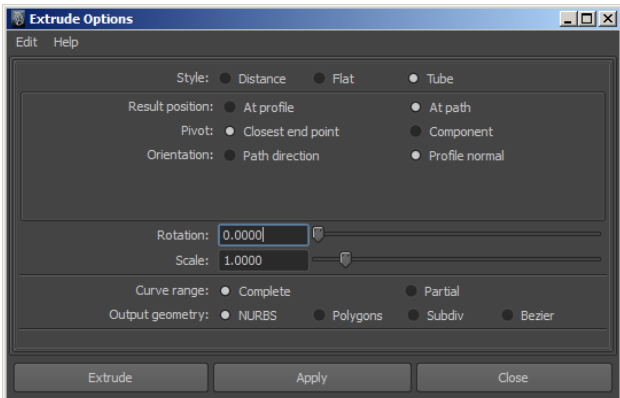 Extrude Options
Edit Help
Style: Distance Flat Tube
Result position: At profile At path
Pivot: Closest end point Component
Orientation: Path direction Profile normal
Rotation: 0.0000
Scale: 1.0000
Curve range: Complete Partial
Output geometry: NURBS Polygons Subdiv Bezier
Extrude Apply Close